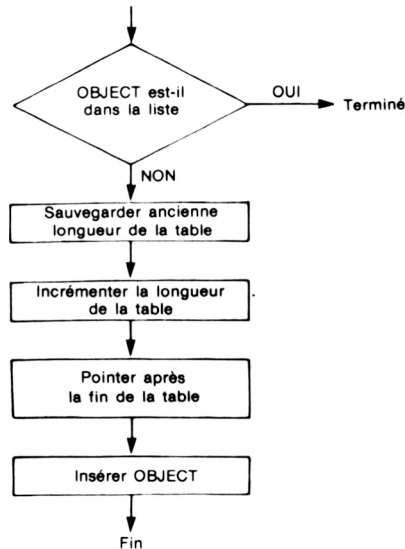 OBJECT est-il
dans la liste
OUI
Terminé
NON
Sauvegarder ancienne
longueur de la table
Incrémenter la longueur
de la table
Pointer après
la fin de la table
Insérer OBJECT
Fin